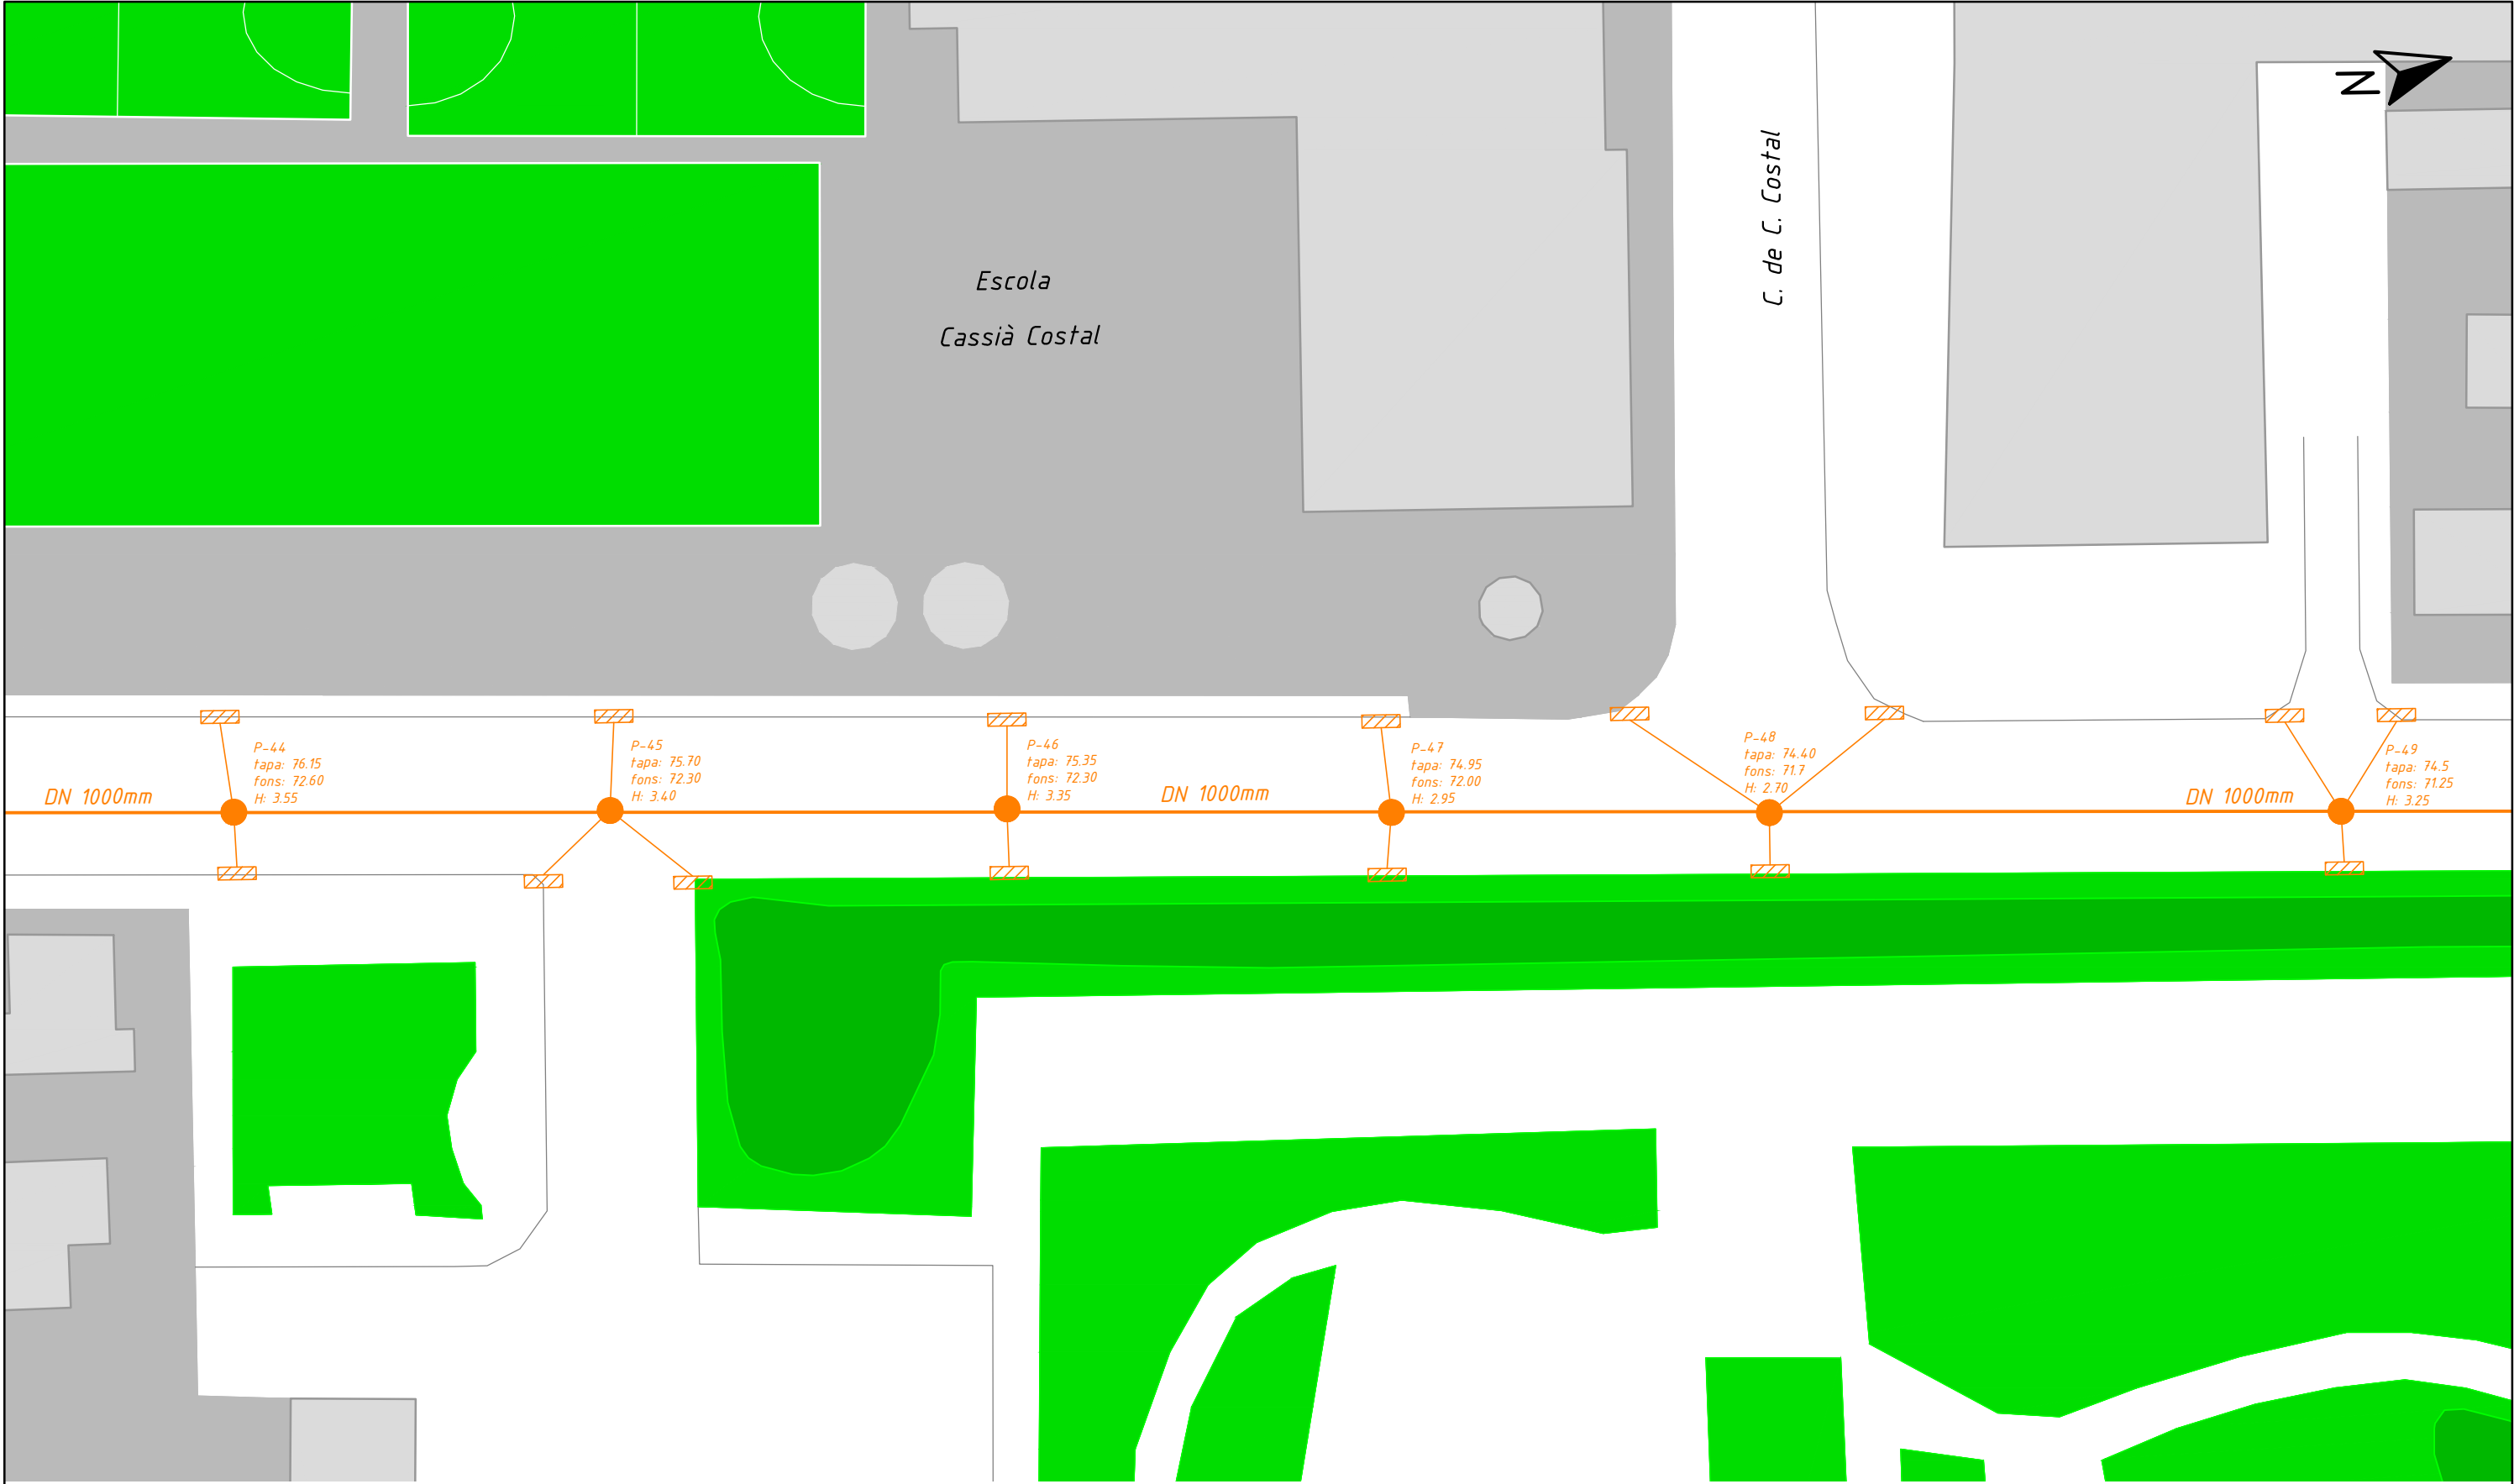 N
C. de C. Costal
Escola
Cassià Costal
P-44
tapa: 76.15
fons: 72.60
H: 3.55
P-45
tapa: 75.70
fons: 72.30
H: 3.40
P-46
tapa: 75.35
fons: 72.30
H: 3.35
P-47
tapa: 74.95
fons: 72.00
H: 2.95
P-48
tapa: 74.40
fons: 71.7
H: 2.70
P-49
tapa: 74.5
fons: 71.25
H: 3.25
DN 1000mm
DN 1000mm
DN 1000mm